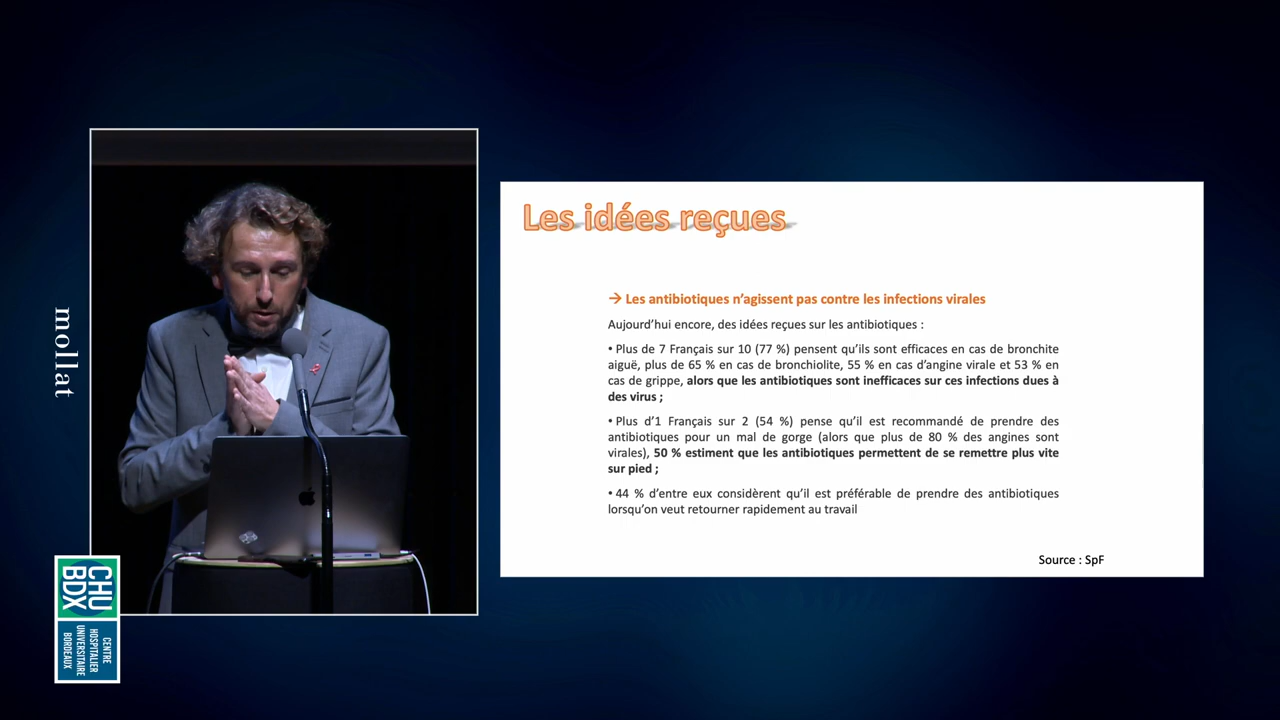 mollat
CHU
BDX
CENTRE
HOSPITALIER
UNIVERSITAIRE
BORDEAUX
Les idées reçues
→ Les antibiotiques n’agissent pas contre les infections virales
Aujourd’hui encore, des idées reçues sur les antibiotiques :
• Plus de 7 Français sur 10 (77 %) pensent qu’ils sont efficaces en cas de bronchite
aiguë, plus de 65 % en cas de bronchiolite, 55 % en cas d’angine virale et 53 % en
cas de grippe, alors que les antibiotiques sont inefficaces sur ces infections dues à
des virus ;
• Plus d’1 Français sur 2 (54 %) pense qu’il est recommandé de prendre des
antibiotiques pour un mal de gorge (alors que plus de 80 % des angines sont
virales), 50 % estiment que les antibiotiques permettent de se remettre plus vite
sur pied ;
• 44 % d’entre eux considèrent qu’il est préférable de prendre des antibiotiques
lorsqu’on veut retourner rapidement au travail
Source : SpF